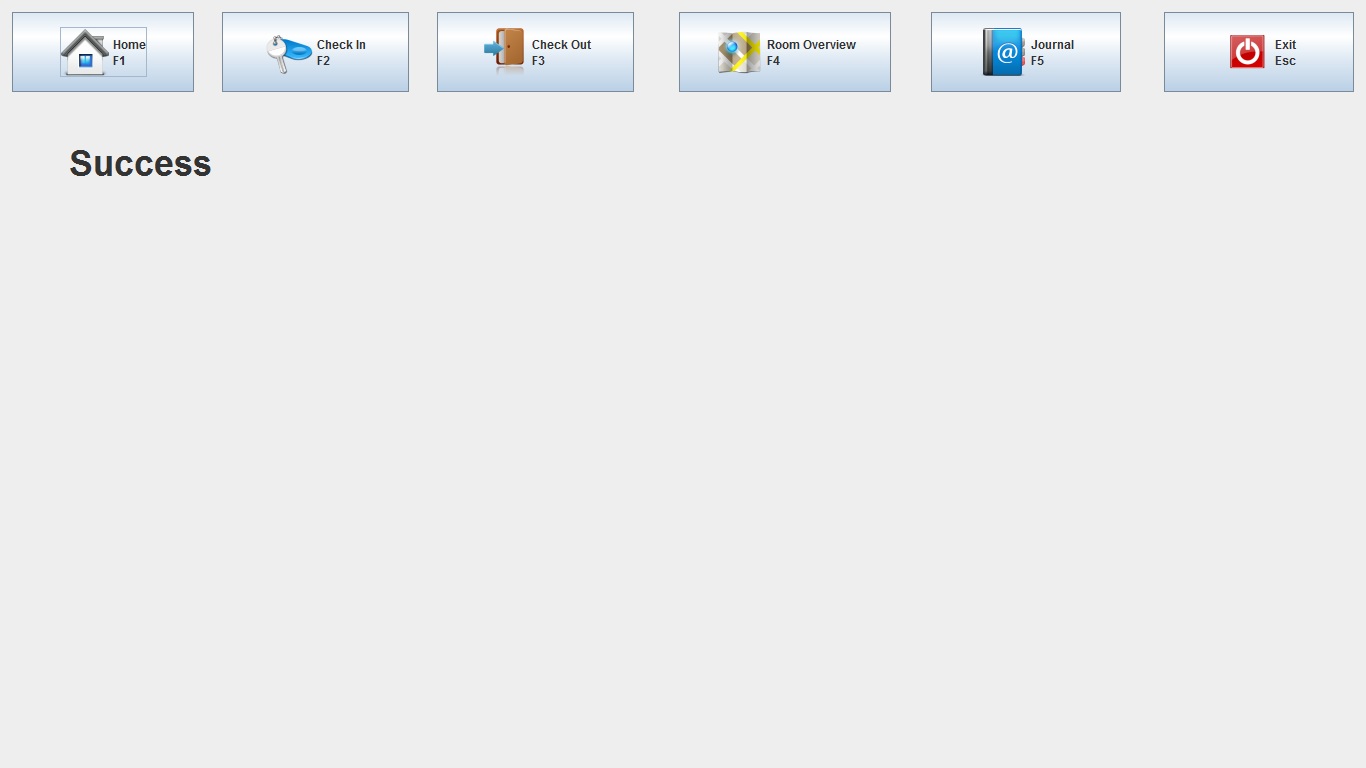 Home
F1
Check In
F2
Check Out
F3
Room Overview
F4
@
Journal
F5
Exit
Esc
Success